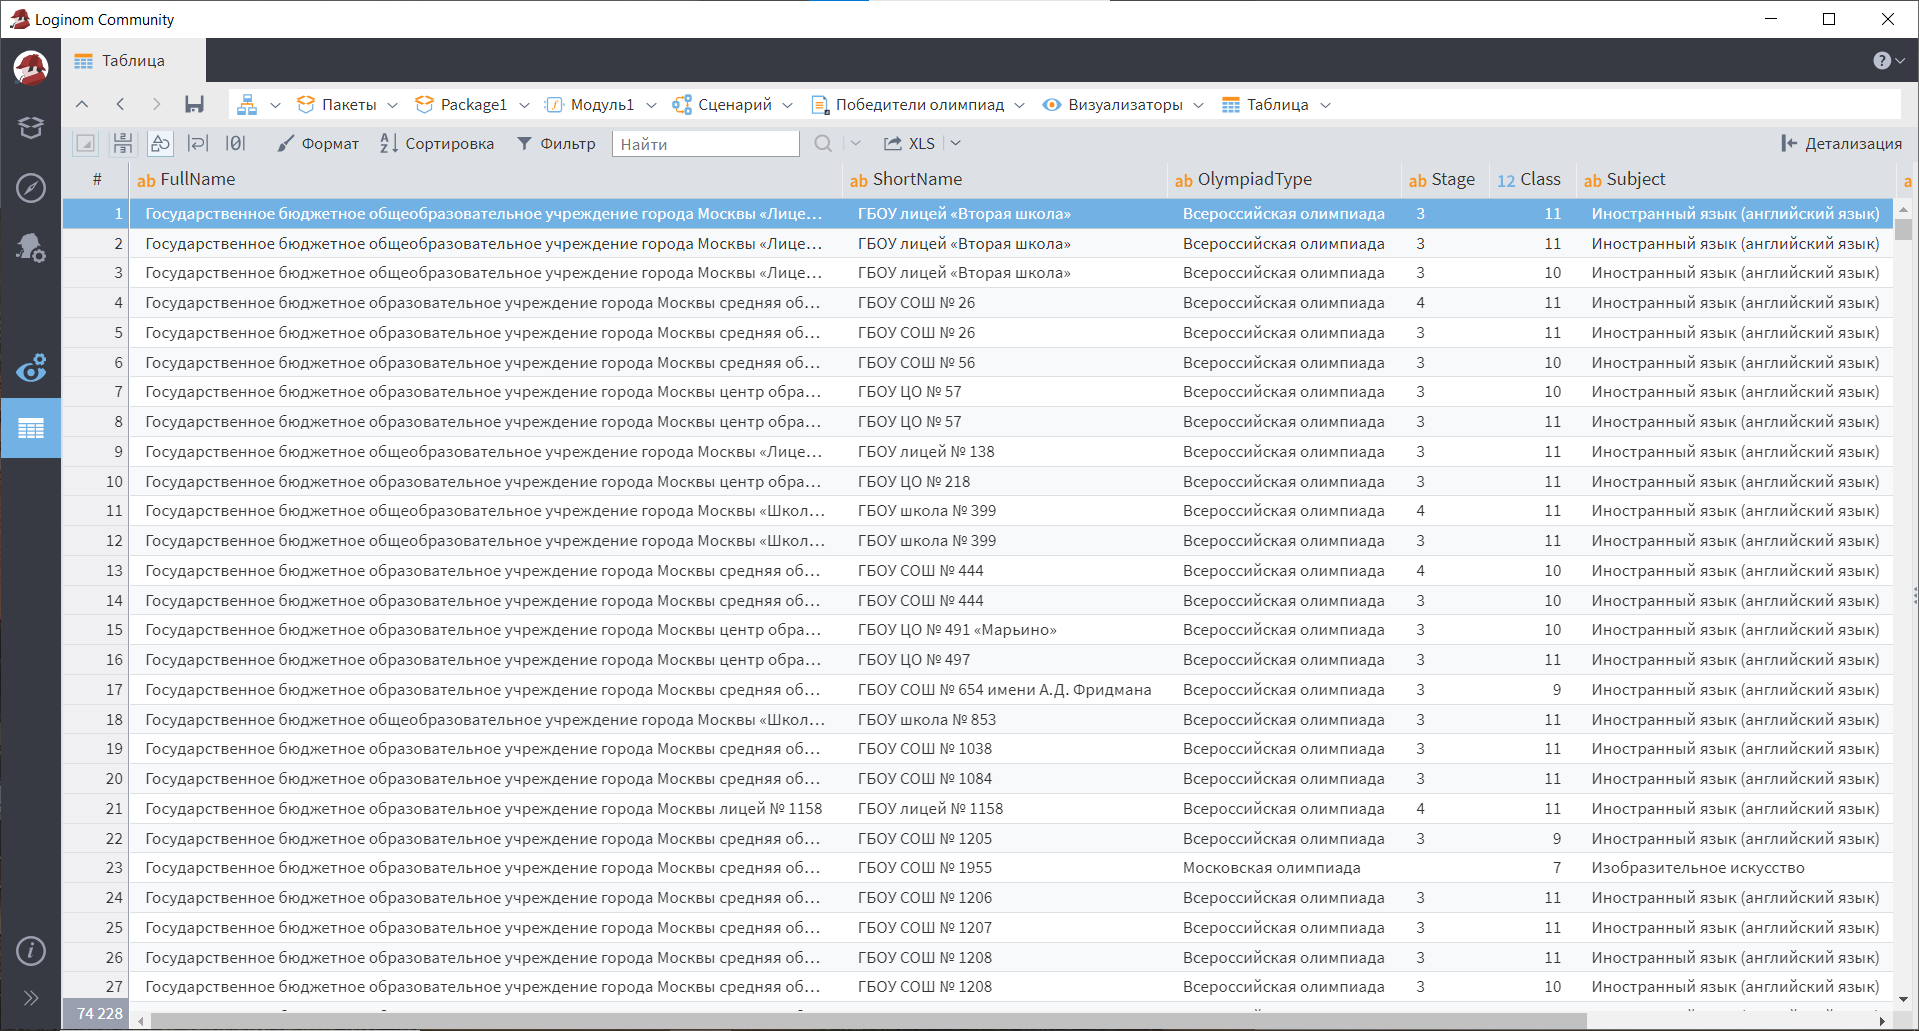 Loginom Community
Таблица
Пакеты Package1 Модуль1 Сценарий Победители олимпиад Визуализаторы Таблица
Формат Сортировка Фильтр Найти XLS Детализация
# ab FullName ab ShortName ab OlympiadType ab Stage 12 Class ab Subject a
1 Государственное бюджетное общеобразовательное учреждение города Москвы «Лице... ГБОУ лицей «Вторая школа» Всероссийская олимпиада 3 11 Иностранный язык (английский язык)
2 Государственное бюджетное общеобразовательное учреждение города Москвы «Лице... ГБОУ лицей «Вторая школа» Всероссийская олимпиада 3 11 Иностранный язык (английский язык)
3 Государственное бюджетное общеобразовательное учреждение города Москвы «Лице... ГБОУ лицей «Вторая школа» Всероссийская олимпиада 3 10 Иностранный язык (английский язык)
4 Государственное бюджетное образовательное учреждение города Москвы средняя об... ГБОУ СОШ № 26 Всероссийская олимпиада 4 11 Иностранный язык (английский язык)
5 Государственное бюджетное образовательное учреждение города Москвы средняя об... ГБОУ СОШ № 26 Всероссийская олимпиада 3 11 Иностранный язык (английский язык)
6 Государственное бюджетное образовательное учреждение города Москвы средняя об... ГБОУ СОШ № 56 Всероссийская олимпиада 3 10 Иностранный язык (английский язык)
7 Государственное бюджетное образовательное учреждение города Москвы центр обра... ГБОУ ЦО № 57 Всероссийская олимпиада 3 10 Иностранный язык (английский язык)
8 Государственное бюджетное образовательное учреждение города Москвы центр обра... ГБОУ ЦО № 57 Всероссийская олимпиада 3 11 Иностранный язык (английский язык)
9 Государственное бюджетное общеобразовательное учреждение города Москвы «Лице... ГБОУ лицей № 138 Всероссийская олимпиада 3 11 Иностранный язык (английский язык)
10 Государственное бюджетное образовательное учреждение города Москвы центр обра... ГБОУ ЦО № 218 Всероссийская олимпиада 3 11 Иностранный язык (английский язык)
11 Государственное бюджетное общеобразовательное учреждение города Москвы «Школ... ГБОУ школа № 399 Всероссийская олимпиада 4 11 Иностранный язык (английский язык)
12 Государственное бюджетное общеобразовательное учреждение города Москвы «Школ... ГБОУ школа № 399 Всероссийская олимпиада 3 11 Иностранный язык (английский язык)
13 Государственное бюджетное образовательное учреждение города Москвы средняя об... ГБОУ СОШ № 444 Всероссийская олимпиада 4 10 Иностранный язык (английский язык)
14 Государственное бюджетное образовательное учреждение города Москвы средняя об... ГБОУ СОШ № 444 Всероссийская олимпиада 3 10 Иностранный язык (английский язык)
15 Государственное бюджетное образовательное учреждение города Москвы центр обра... ГБОУ ЦО № 491 «Марьино» Всероссийская олимпиада 3 10 Иностранный язык (английский язык)
16 Государственное бюджетное образовательное учреждение города Москвы центр обра... ГБОУ ЦО № 497 Всероссийская олимпиада 3 11 Иностранный язык (английский язык)
17 Государственное бюджетное образовательное учреждение города Москвы средняя об... ГБОУ СОШ № 654 имени А.Д. Фридмана Всероссийская олимпиада 3 9 Иностранный язык (английский язык)
18 Государственное бюджетное общеобразовательное учреждение города Москвы «Школ... ГБОУ школа № 853 Всероссийская олимпиада 3 11 Иностранный язык (английский язык)
19 Государственное бюджетное образовательное учреждение города Москвы средняя об... ГБОУ СОШ № 1038 Всероссийская олимпиада 3 11 Иностранный язык (английский язык)
20 Государственное бюджетное образовательное учреждение города Москвы средняя об... ГБОУ СОШ № 1084 Всероссийская олимпиада 3 11 Иностранный язык (английский язык)
21 Государственное бюджетное образовательное учреждение города Москвы лицей № 1158 ГБОУ лицей № 1158 Всероссийская олимпиада 4 11 Иностранный язык (английский язык)
22 Государственное бюджетное образовательное учреждение города Москвы средняя об... ГБОУ СОШ № 1205 Всероссийская олимпиада 3 9 Иностранный язык (английский язык)
23 Государственное бюджетное образовательное учреждение города Москвы средняя об... ГБОУ СОШ № 1955 Московская олимпиада 7 Изобразительное искусство
24 Государственное бюджетное образовательное учреждение города Москвы средняя об... ГБОУ СОШ № 1206 Всероссийская олимпиада 3 11 Иностранный язык (английский язык)
25 Государственное бюджетное образовательное учреждение города Москвы средняя об... ГБОУ СОШ № 1207 Всероссийская олимпиада 3 11 Иностранный язык (английский язык)
26 Государственное бюджетное образовательное учреждение города Москвы средняя об... ГБОУ СОШ № 1208 Всероссийская олимпиада 3 11 Иностранный язык (английский язык)
27 Государственное бюджетное образовательное учреждение города Москвы средняя об... ГБОУ СОШ № 1208 Всероссийская олимпиада 3 10 Иностранный язык (английский язык)
74 228